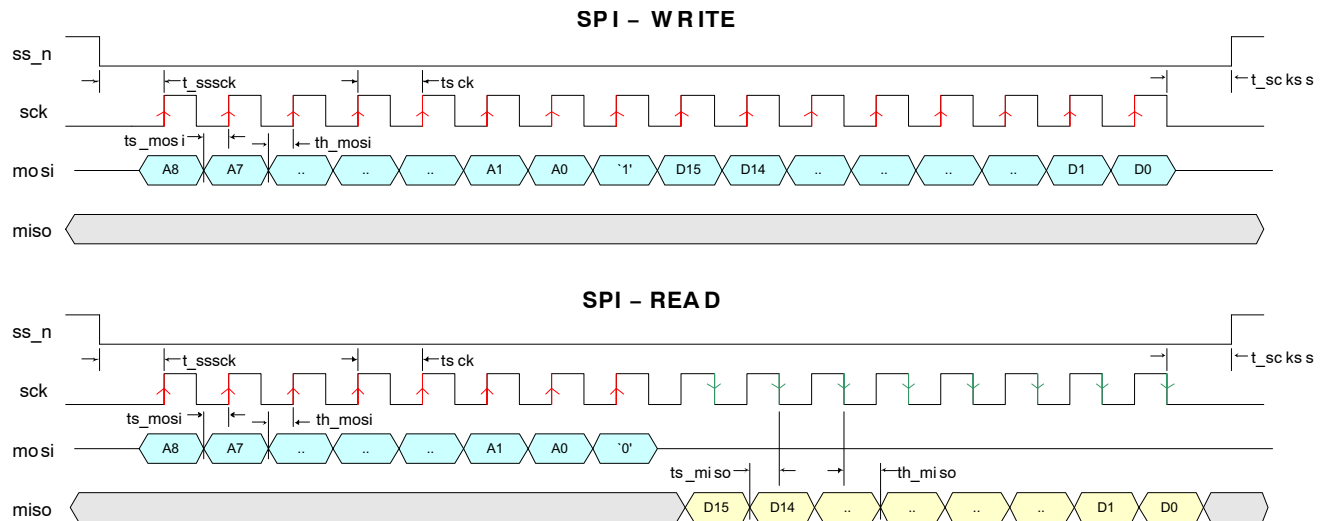 SPI – WRITE
ss_n
t_sssck ts ck t_sc ks s
sck
ts_mos i th_mosi
mo si A8 A7 .. .. .. A1 A0 `1' D15 D14 .. .. .. .. D1 D0
miso
SPI – READ
ss_n
t_sssck ts ck t_sc ks s
sck
ts_mosi th_mosi
mo si A8 A7 .. .. .. A1 A0 `0'
ts_mi so th_mi so
miso D15 D14 .. .. .. .. D1 D0